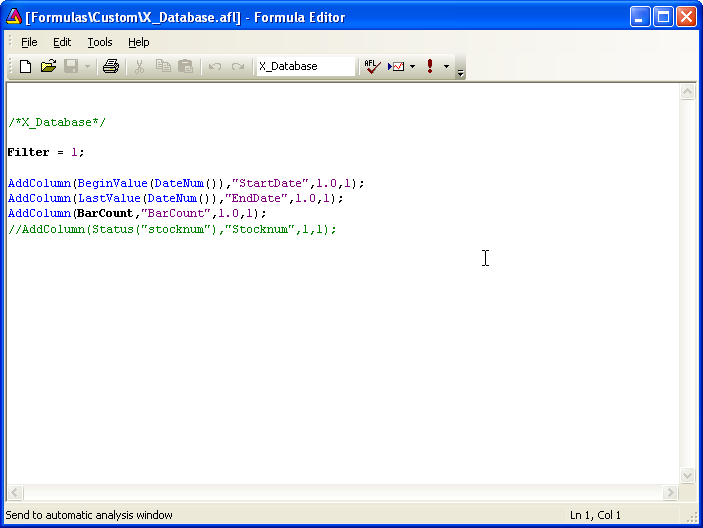 [Formulas\Custom\X_Database.afl] - Formula Editor
File Edit Tools Help
AFL X_Database
/*X_Database*/
Filter = 1;
AddColumn(BeginValue(DateNum()),"StartDate",1.0,1);
AddColumn(LastValue(DateNum()),"EndDate",1.0,1);
AddColumn(BarCount,"BarCount",1.0,1);
//AddColumn(Status("stocknum"),"Stocknum",1,1);
Send to automatic analysis window Ln 1, Col 1